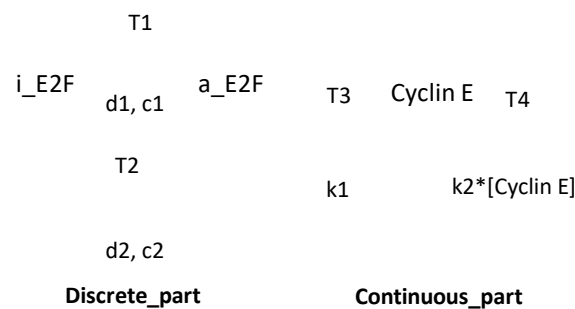 T1
i_E2F
a_E2F
d1, c1
T3
Cyclin E
T4
T2
k1
k2*[Cyclin E]
d2, c2
Discrete_part
Continuous_part